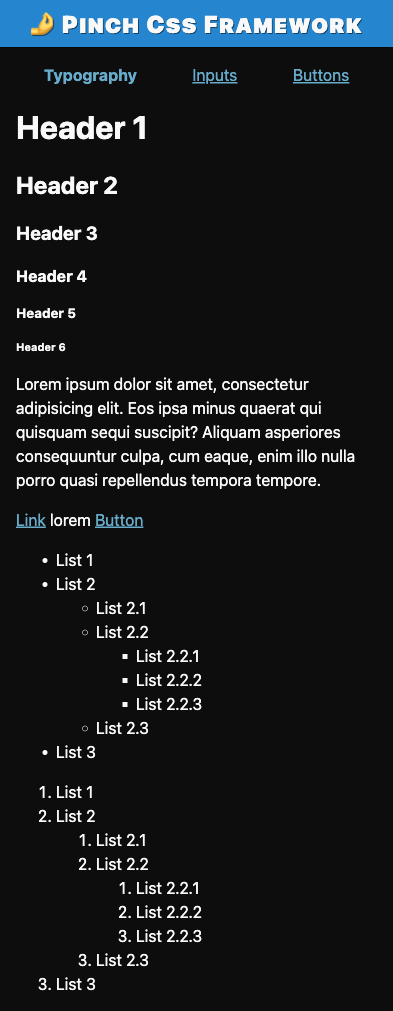 🤌 Pinch Css Framework
Typography Inputs Buttons
Header 1
Header 2
Header 3
Header 4
Header 5
Header 6
Lorem ipsum dolor sit amet, consectetur
adipisicing elit. Eos ipsa minus quaerat qui
quisquam sequi suscipit? Aliquam asperiores
consequuntur culpa, cum eaque, enim illo nulla
porro quasi repellendus tempora tempore.
Link lorem Button
• List 1
• List 2
◦ List 2.1
◦ List 2.2
▪ List 2.2.1
▪ List 2.2.2
▪ List 2.2.3
◦ List 2.3
• List 3
1. List 1
2. List 2
1. List 2.1
2. List 2.2
1. List 2.2.1
2. List 2.2.2
3. List 2.2.3
3. List 2.3
3. List 3